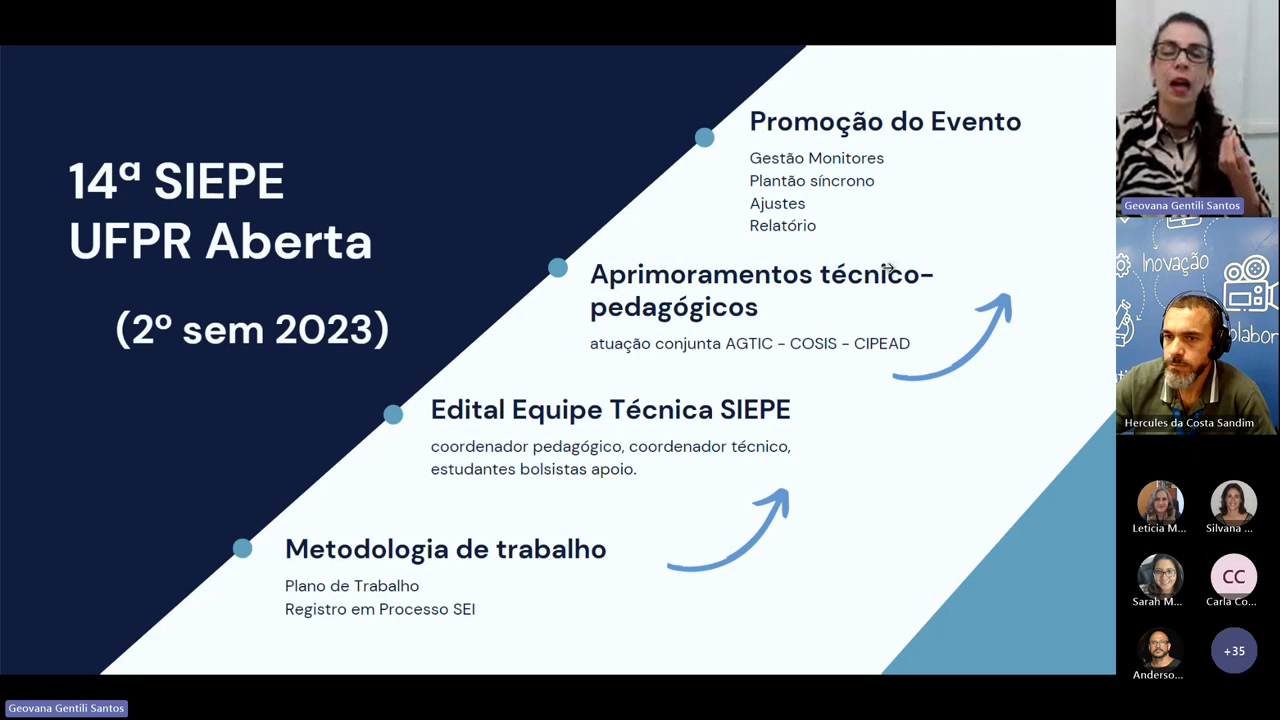 14ª SIEPE
UFPR Aberta
(2º sem 2023)
Promoção do Evento
Gestão Monitores
Plantão síncrono
Ajustes
Relatório
Aprimoramentos técnico-
pedagógicos
atuação conjunta AGTIC - COSIS - CIPEAD
Edital Equipe Técnica SIEPE
coordenador pedagógico, coordenador técnico,
estudantes bolsistas apoio.
Metodologia de trabalho
Plano de Trabalho
Registro em Processo SEI
Geovana Gentili Santos
Inovação
Hercules da Costa Sandim
Leticia M...
Silvana ...
Sarah M...
CC
Carla Co...
Anderso...
+35
Geovana Gentili Santos